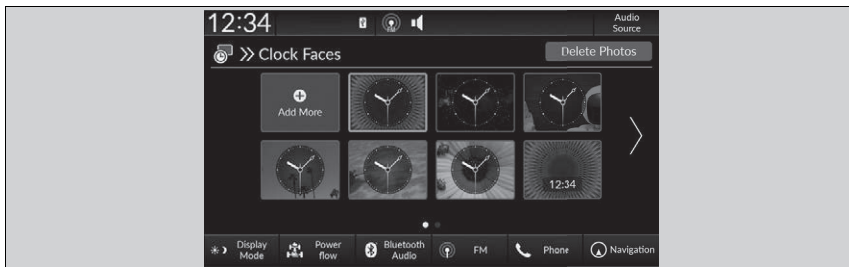 12:34
FM
Audio
Source
Clock Faces
Delete Photos
Add More
12:34
Display
Mode
Power
flow
Bluetooth
Audio
FM
Phone
Navigation